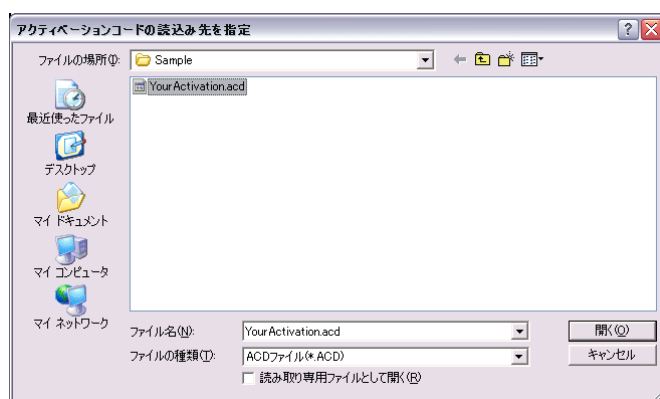 アクティベーションコードの読込み先を指定
ファイルの場所(I):
Sample
YourActivation.acd
最近使ったファイル
デスクトップ
マイ ドキュメント
マイ コンピュータ
マイ ネットワーク
ファイル名(N):
YourActivation.acd
開く(O)
ファイルの種類(T):
ACDファイル(*.ACD)
キャンセル
読み取り専用ファイルとして開く(R)